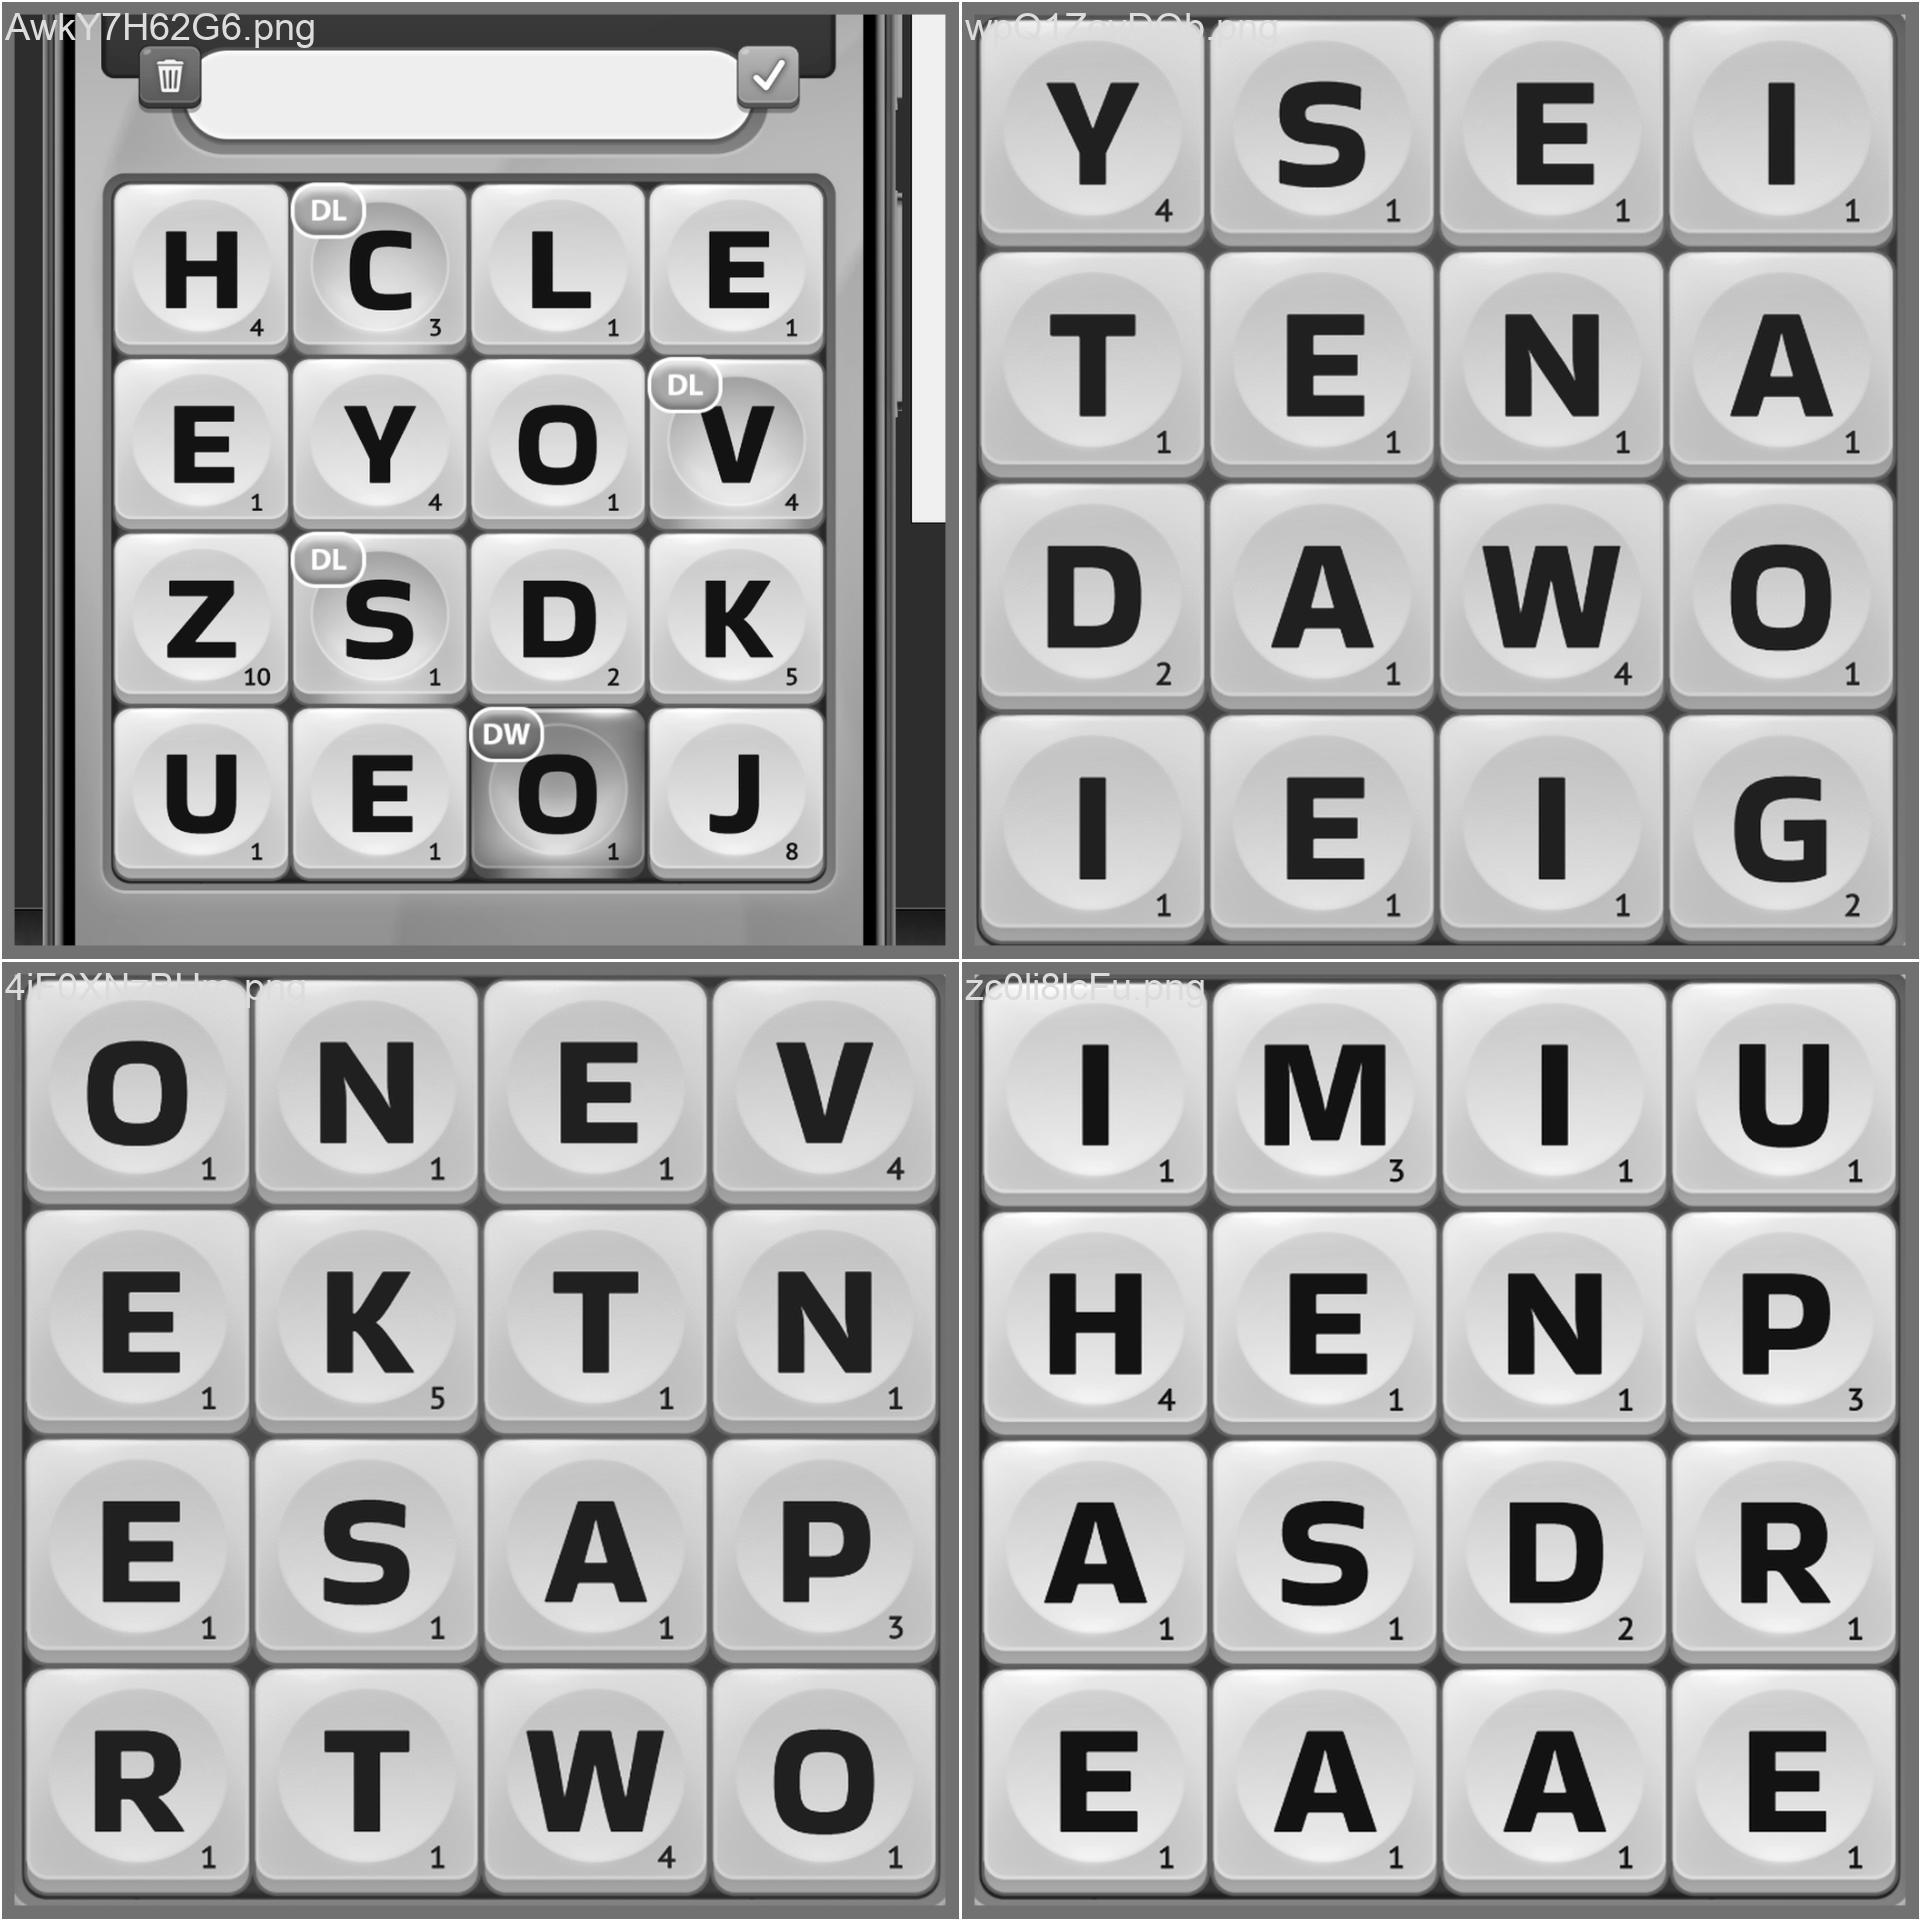 AwkY7H62G6.png
DL
H 4 C 3 L 1 E 1
DL
E 1 Y 4 O 1 V 4
DL
Z 10 S 1 D 2 K 5
DW
U 1 E 1 O 1 J 8
Y 4 S 1 E 1 I 1
T 1 E 1 N 1 A 1
D 2 A 1 W 4 O 1
I 1 E 1 I 1 G 2
O 1 N 1 E 1 V 4
E 1 K 5 T 1 N 1
E 1 S 1 A 1 P 3
R 1 T 1 W 4 O 1
I 1 M 3 I 1 U 1
H 4 E 1 N 1 P 3
A 1 S 1 D 2 R 1
E 1 A 1 A 1 E 1